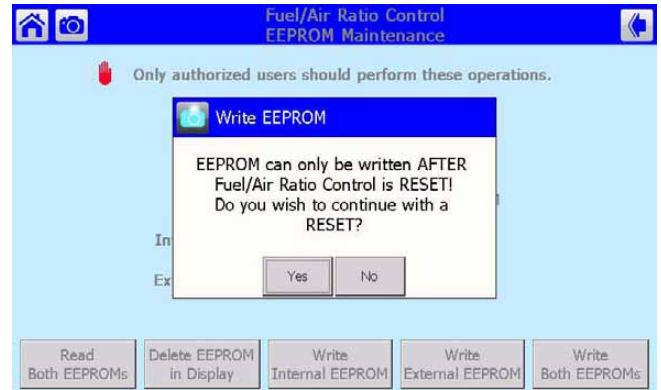 Fuel/Air Ratio Control
EEPROM Maintenance
Only authorized users should perform these operations.
Write EEPROM
EEPROM can only be written AFTER
Fuel/Air Ratio Control is RESET!
Do you wish to continue with a
RESET?
Yes No
Read
Both EEPROMs
Delete EEPROM
in Display
Write
Internal EEPROM
Write
External EEPROM
Write
Both EEPROMs